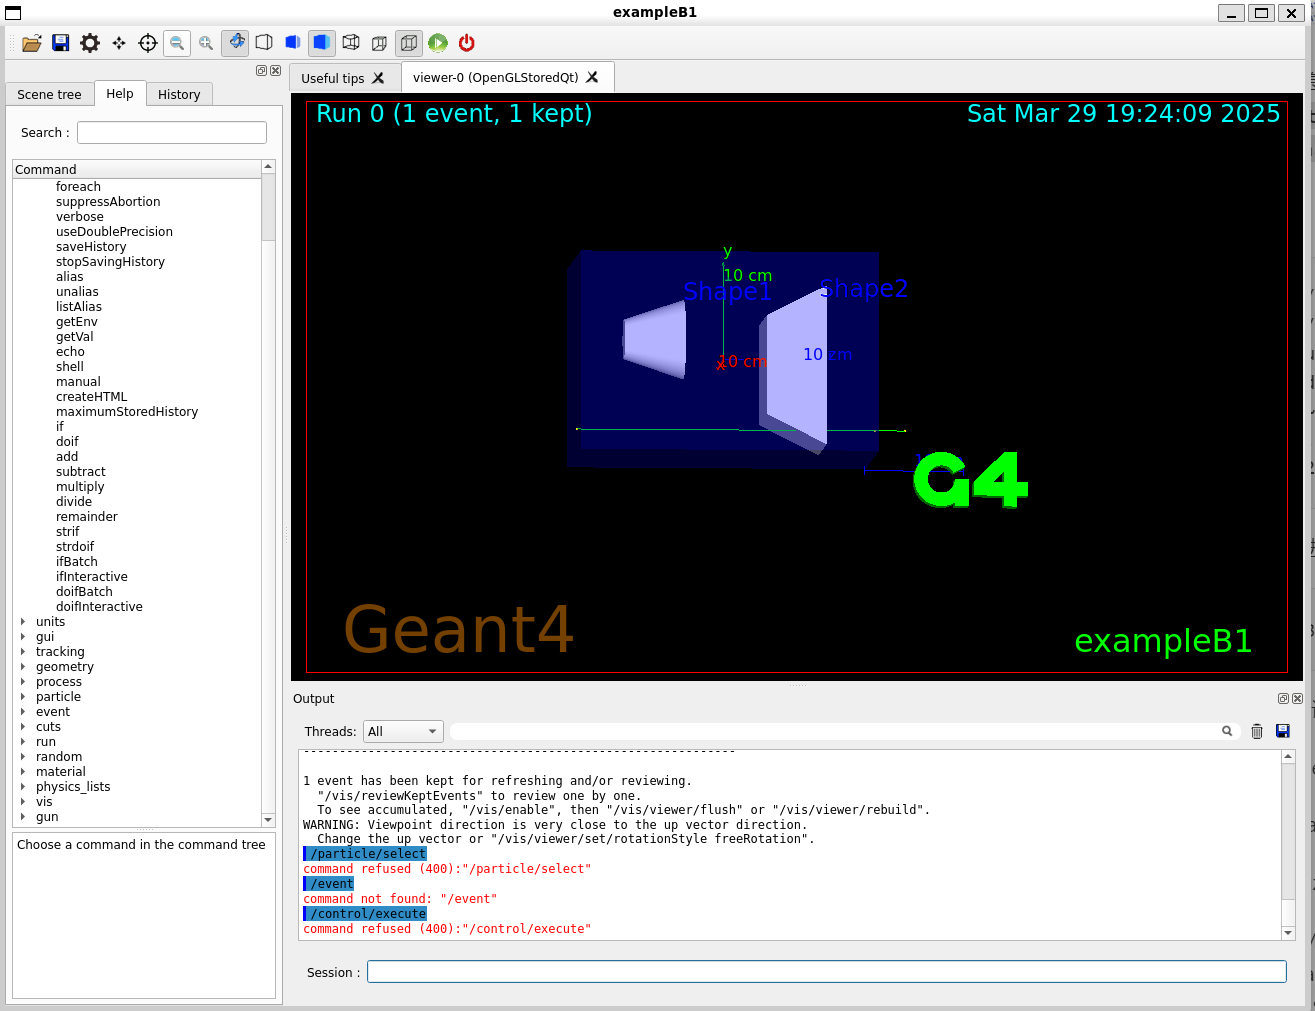 exampleB1
Scene tree
Help
History
Search :
Command
foreach
suppressAbortion
verbose
useDoublePrecision
saveHistory
stopSavingHistory
alias
unalias
listAlias
getEnv
getVal
echo
shell
manual
createHTML
maximumStoredHistory
if
doif
add
subtract
multiply
divide
remainder
strif
strdoif
ifBatch
ifInteractive
doifBatch
doifInteractive
units
gui
tracking
geometry
process
particle
event
cuts
run
random
material
physics_lists
vis
gun
Choose a command in the command tree
Useful tips
viewer-0 (OpenGLStoredQt)
Run 0 (1 event, 1 kept)
Sat Mar 29 19:24:09 2025
y
10 cm
Shape1
Shape2
10 cm
x
10 cm
G4
Geant4
exampleB1
Output
Threads:
All
1 event has been kept for refreshing and/or reviewing.
"/vis/reviewKeptEvents" to review one by one.
To see accumulated, "/vis/enable", then "/vis/viewer/flush" or "/vis/viewer/rebuild".
WARNING: Viewpoint direction is very close to the up vector direction.
Change the up vector or "/vis/viewer/set/rotationStyle freeRotation".
/particle/select
command refused (400):"/particle/select"
/event
command not found: "/event"
/control/execute
command refused (400):"/control/execute"
Session :